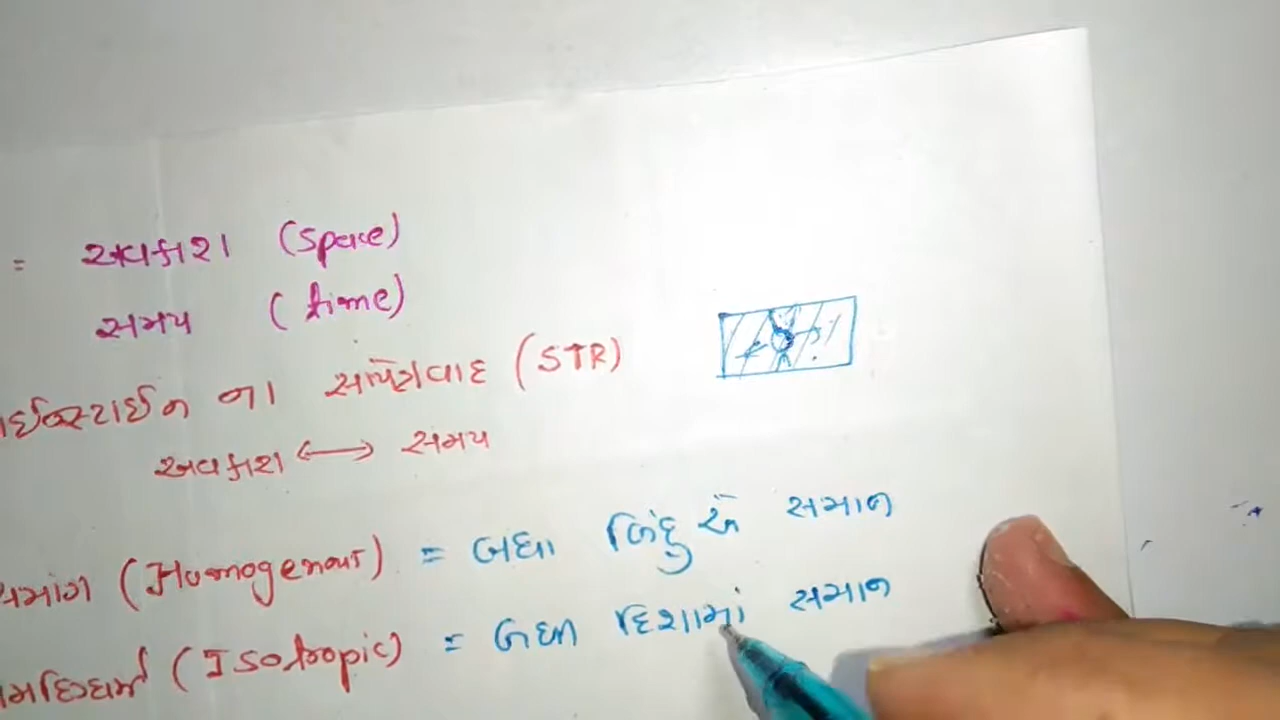 = અવકાશ (space)
સમય (time)
આઈન્સ્ટાઈન ના સાપેક્ષવાદ (STR)
અવકાશ ⟷ સમય
સમાંગ (Homogenous) = બધા બિંદુ એ સમાન
સમદિગ્ધર્મી (Isotropic) = બધી દિશામાં સમાન